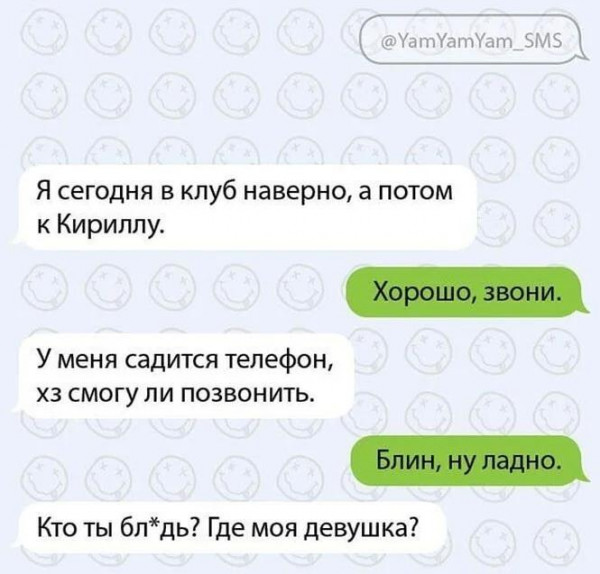 @YamYamYam_SMS
Я сегодня в клуб наверно, а потом
к Кириллу.
Хорошо, звони.
У меня садится телефон,
хз смогу ли позвонить.
Блин, ну ладно.
Кто ты бл*дь? Где моя девушка?